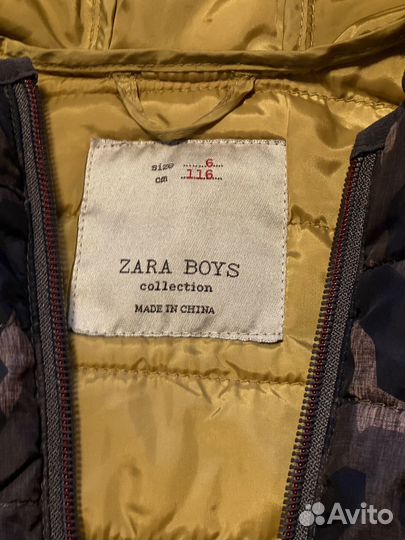 size ......6....
cm ....116....
ZARA BOYS
collection
MADE IN CHINA
Avito